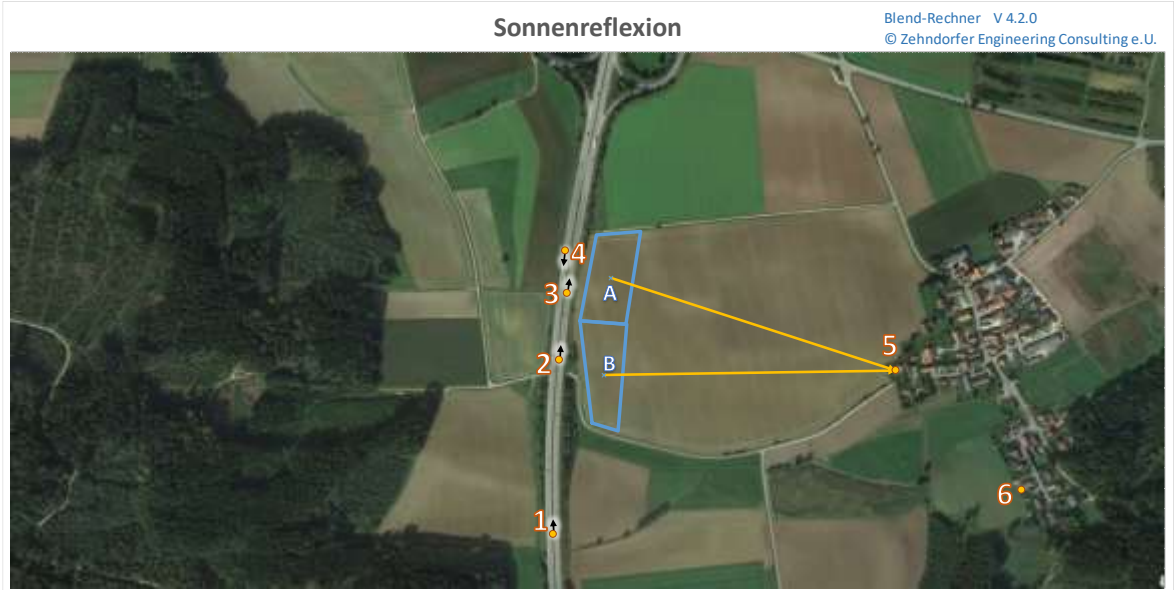 Sonnenreflexion
Blend-Rechner V 4.2.0
© Zehndorfer Engineering Consulting e.U.
4
3
A
5
2
B
6
1